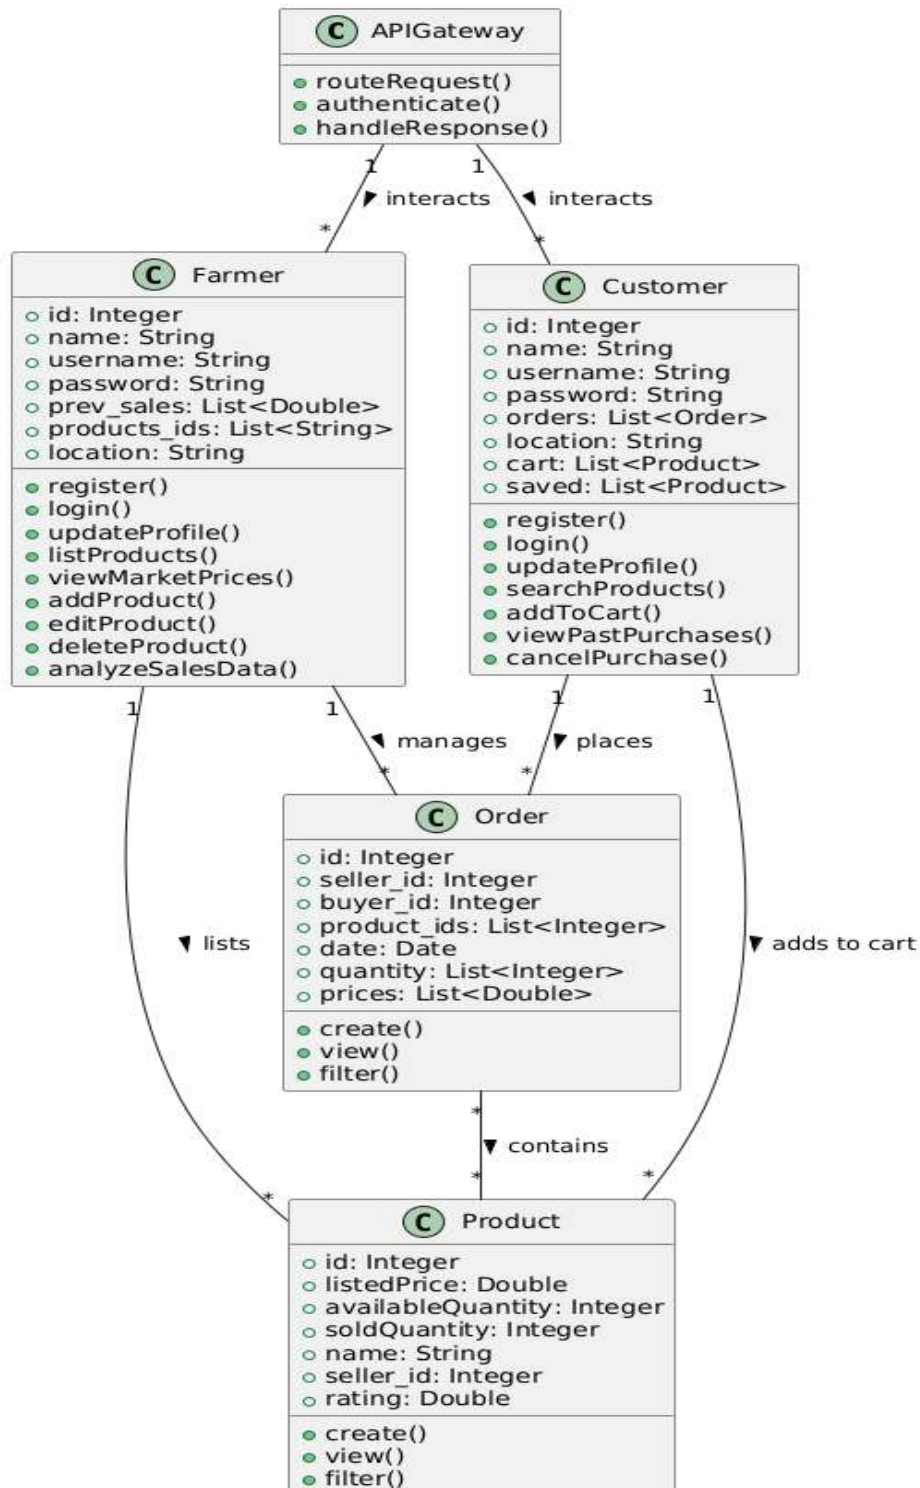 C APIGateway
routeRequest()
authenticate()
handleResponse()
1
1
interacts
interacts
*
*
C Farmer
id: Integer
name: String
username: String
password: String
prev_sales: List<Double>
products_ids: List<String>
location: String
register()
login()
updateProfile()
listProducts()
viewMarketPrices()
addProduct()
editProduct()
deleteProduct()
analyzeSalesData()
C Customer
id: Integer
name: String
username: String
password: String
orders: List<Order>
location: String
cart: List<Product>
saved: List<Product>
register()
login()
updateProfile()
searchProducts()
addToCart()
viewPastPurchases()
cancelPurchase()
1
1
1
1
manages
places
*
*
C Order
id: Integer
seller_id: Integer
buyer_id: Integer
product_ids: List<Integer>
date: Date
quantity: List<Integer>
prices: List<Double>
create()
view()
filter()
lists
adds to cart
*
contains
*
*
*
C Product
id: Integer
listedPrice: Double
availableQuantity: Integer
soldQuantity: Integer
name: String
seller_id: Integer
rating: Double
create()
view()
filter()